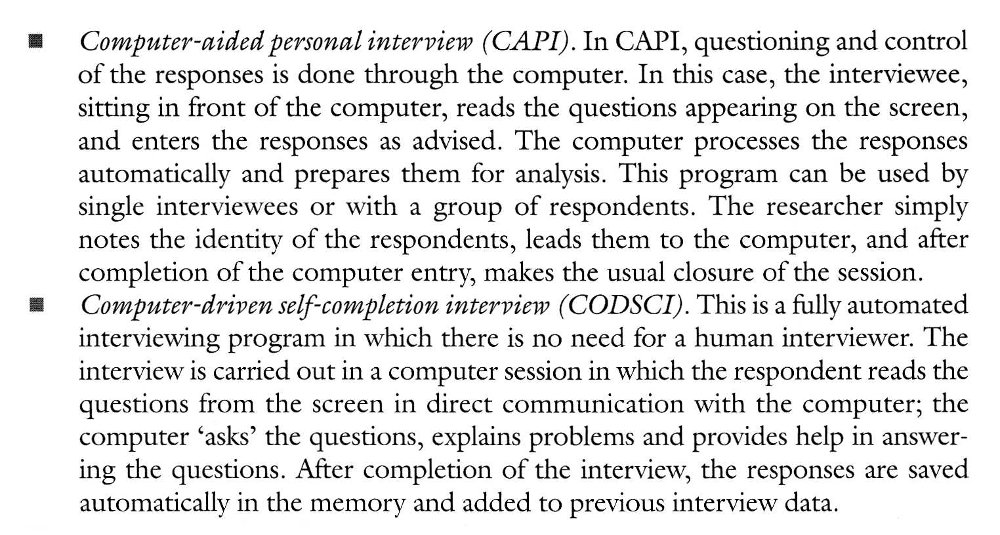 ■ Computer-aided personal interview (CAPI). In CAPI, questioning and control
of the responses is done through the computer. In this case, the interviewee,
sitting in front of the computer, reads the questions appearing on the screen,
and enters the responses as advised. The computer processes the responses
automatically and prepares them for analysis. This program can be used by
single interviewees or with a group of respondents. The researcher simply
notes the identity of the respondents, leads them to the computer, and after
completion of the computer entry, makes the usual closure of the session.
■ Computer-driven self-completion interview (CODSCI). This is a fully automated
interviewing program in which there is no need for a human interviewer. The
interview is carried out in a computer session in which the respondent reads the
questions from the screen in direct communication with the computer; the
computer ‘asks’ the questions, explains problems and provides help in answer-
ing the questions. After completion of the interview, the responses are saved
automatically in the memory and added to previous interview data.